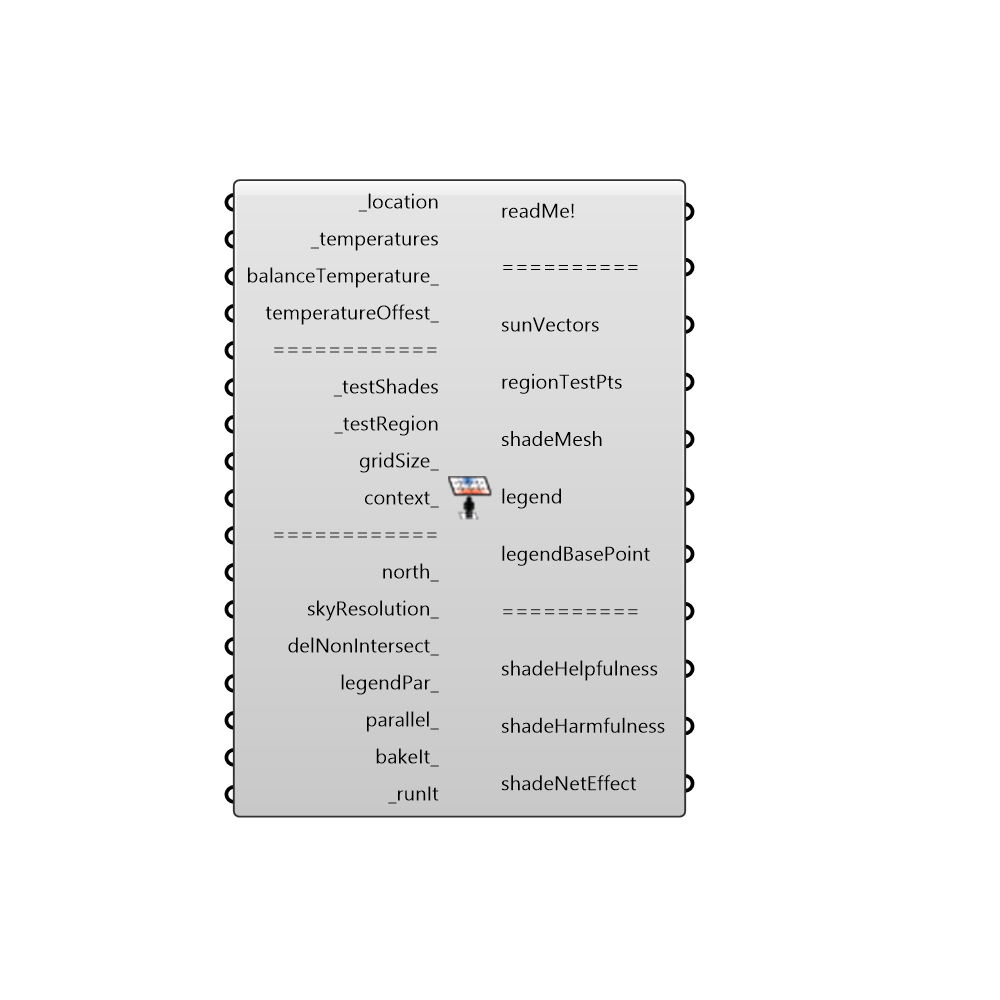 _location
_temperatures
balanceTemperature_
temperatureOffest_
============
_testShades
_testRegion
gridSize_
context_
============
north_
skyResolution_
delNonIntersect_
legendPar_
parallel_
bakeIt_
_runIt
readMe!
==========
sunVectors
regionTestPts
shadeMesh
legend
legendBasePoint
==========
shadeHelpfulness
shadeHarmfulness
shadeNetEffect